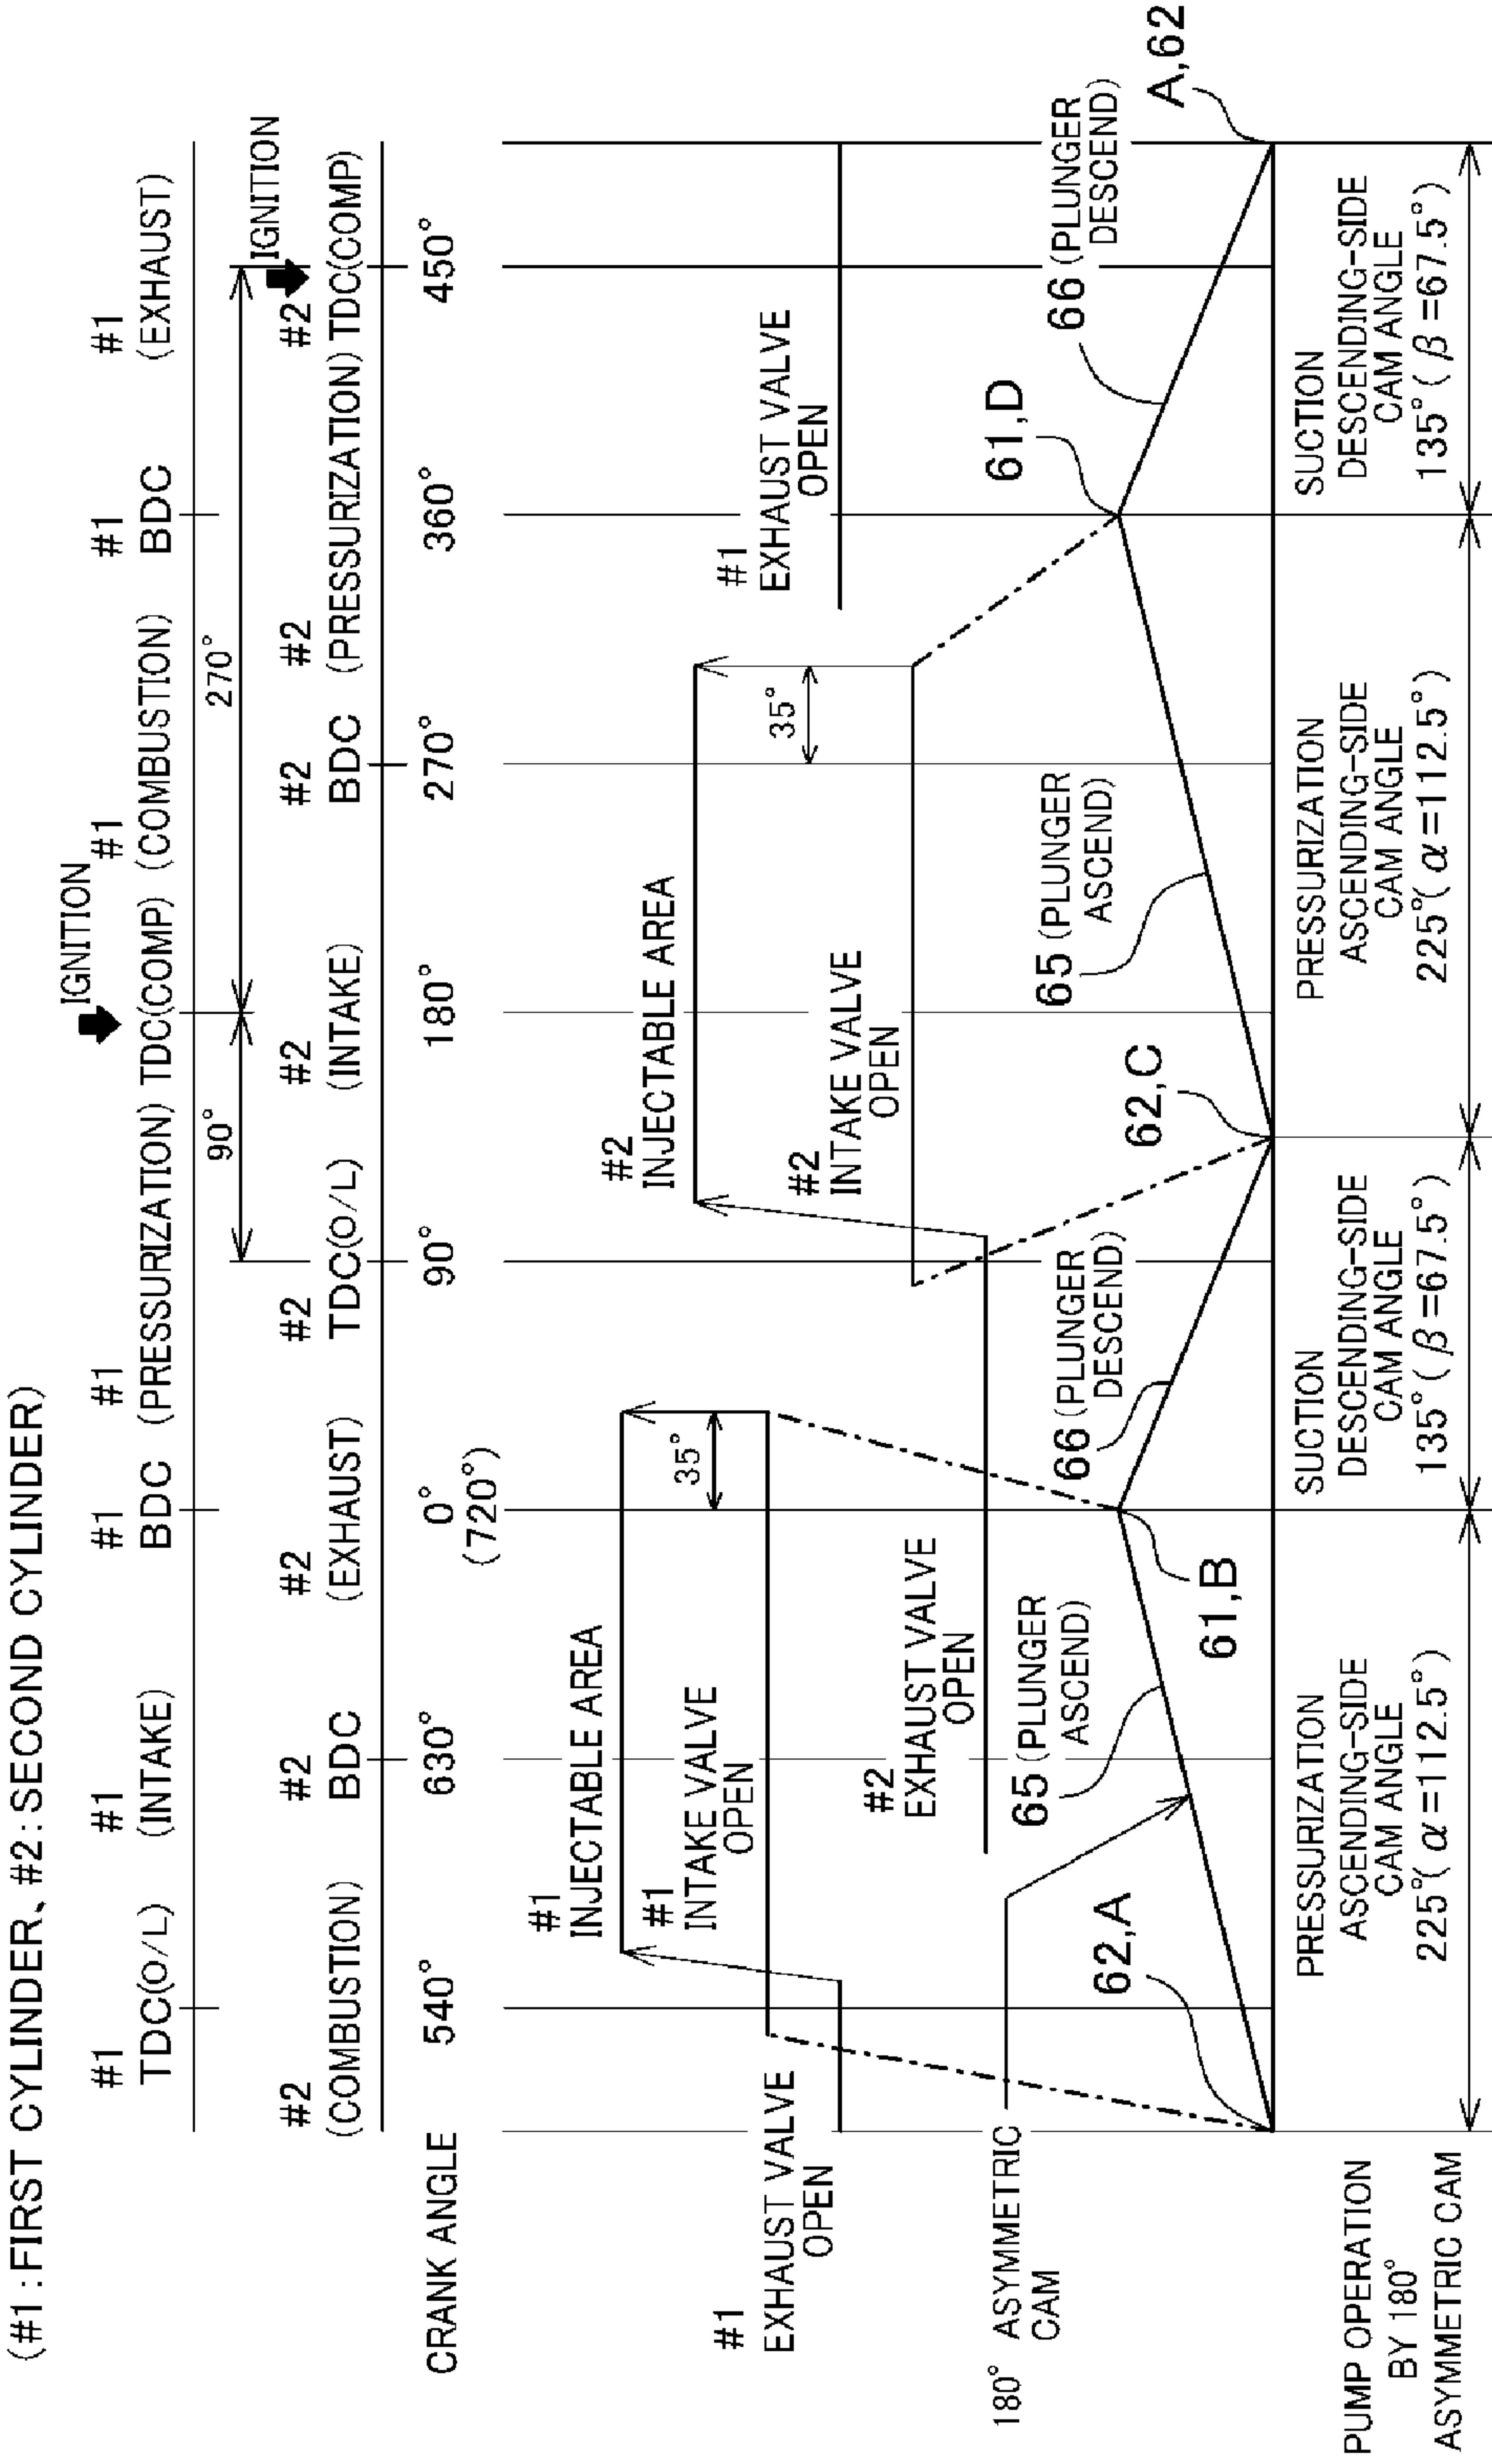 (#1:FIRST CYLINDER、#2:SECOND CYLINDER)
IGNITION
#1
TDC(O/L)
#1
(INTAKE)
#1
BDC
#1
(PRESSURIZATION)
TDC(COMP)
#1
(COMBUSTION)
#1
BDC
#1
(EXHAUST)
90°
270°
IGNITION
#2
(COMBUSTION)
#2
BDC
#2
(EXHAUST)
#2
TDC(O/L)
#2
(INTAKE)
#2
BDC
#2
(PRESSURIZATION)
#2
TDC(COMP)
CRANK ANGLE
540°
630°
0°
(720°)
90°
180°
270°
360°
450°
#1
INJECTABLE AREA
#1
INTAKE VALVE
OPEN
35°
#2
INJECTABLE AREA
35°
#2
INTAKE VALVE
OPEN
#1
EXHAUST VALVE
OPEN
#1
EXHAUST VALVE
OPEN
#2
EXHAUST VALVE
OPEN
180° ASYMMETRIC
CAM
62,A
65 (PLUNGER
ASCEND)
61,B
66 (PLUNGER
DESCEND)
62,C
65 (PLUNGER
ASCEND)
61,D
66 (PLUNGER
DESCEND)
A,62
PUMP OPERATION
BY 180°
ASYMMETRIC CAM
PRESSURIZATION
ASCENDING-SIDE
CAM ANGLE
225°(α=112.5°)
SUCTION
DESCENDING-SIDE
CAM ANGLE
135°(β=67.5°)
PRESSURIZATION
ASCENDING-SIDE
CAM ANGLE
225°(α=112.5°)
SUCTION
DESCENDING-SIDE
CAM ANGLE
135°(β=67.5°)